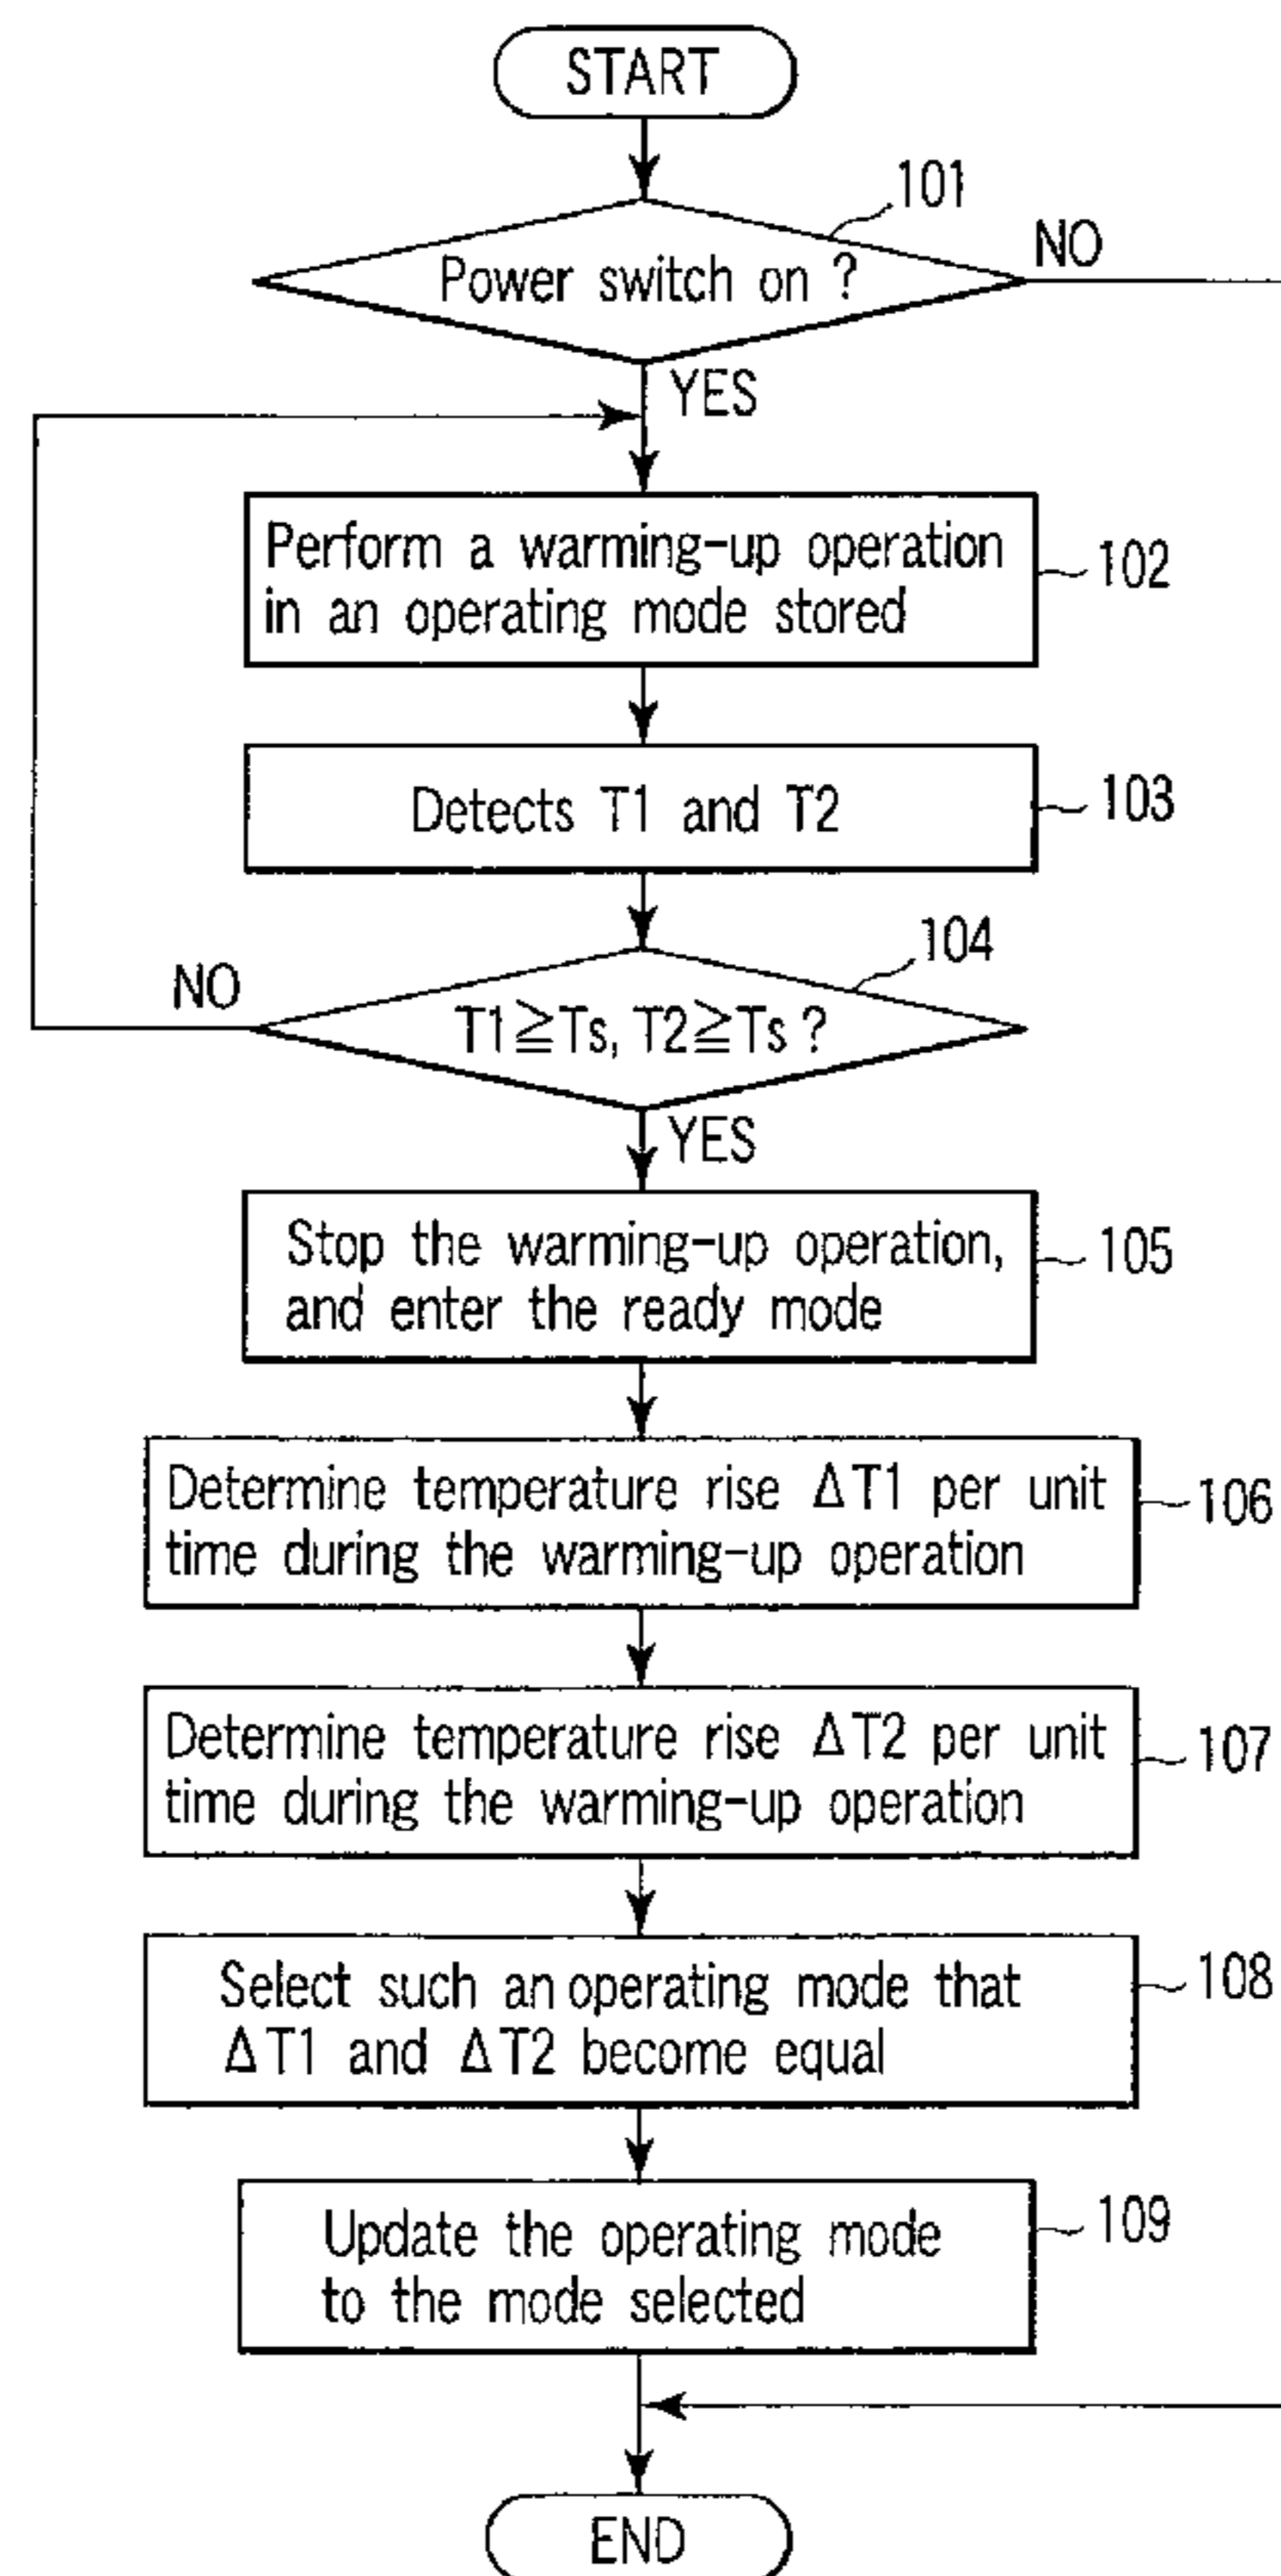 START
101
Power switch on ?
NO
YES
Perform a warming-up operation
in an operating mode stored
102
Detects T1 and T2
103
104
NO
T1≧Ts, T2≧Ts ?
YES
Stop the warming-up operation,
and enter the ready mode
105
Determine temperature rise ΔT1 per unit
time during the warming-up operation
106
Determine temperature rise ΔT2 per unit
time during the warming-up operation
107
Select such an operating mode that
ΔT1 and ΔT2 become equal
108
Update the operating mode
to the mode selected
109
END